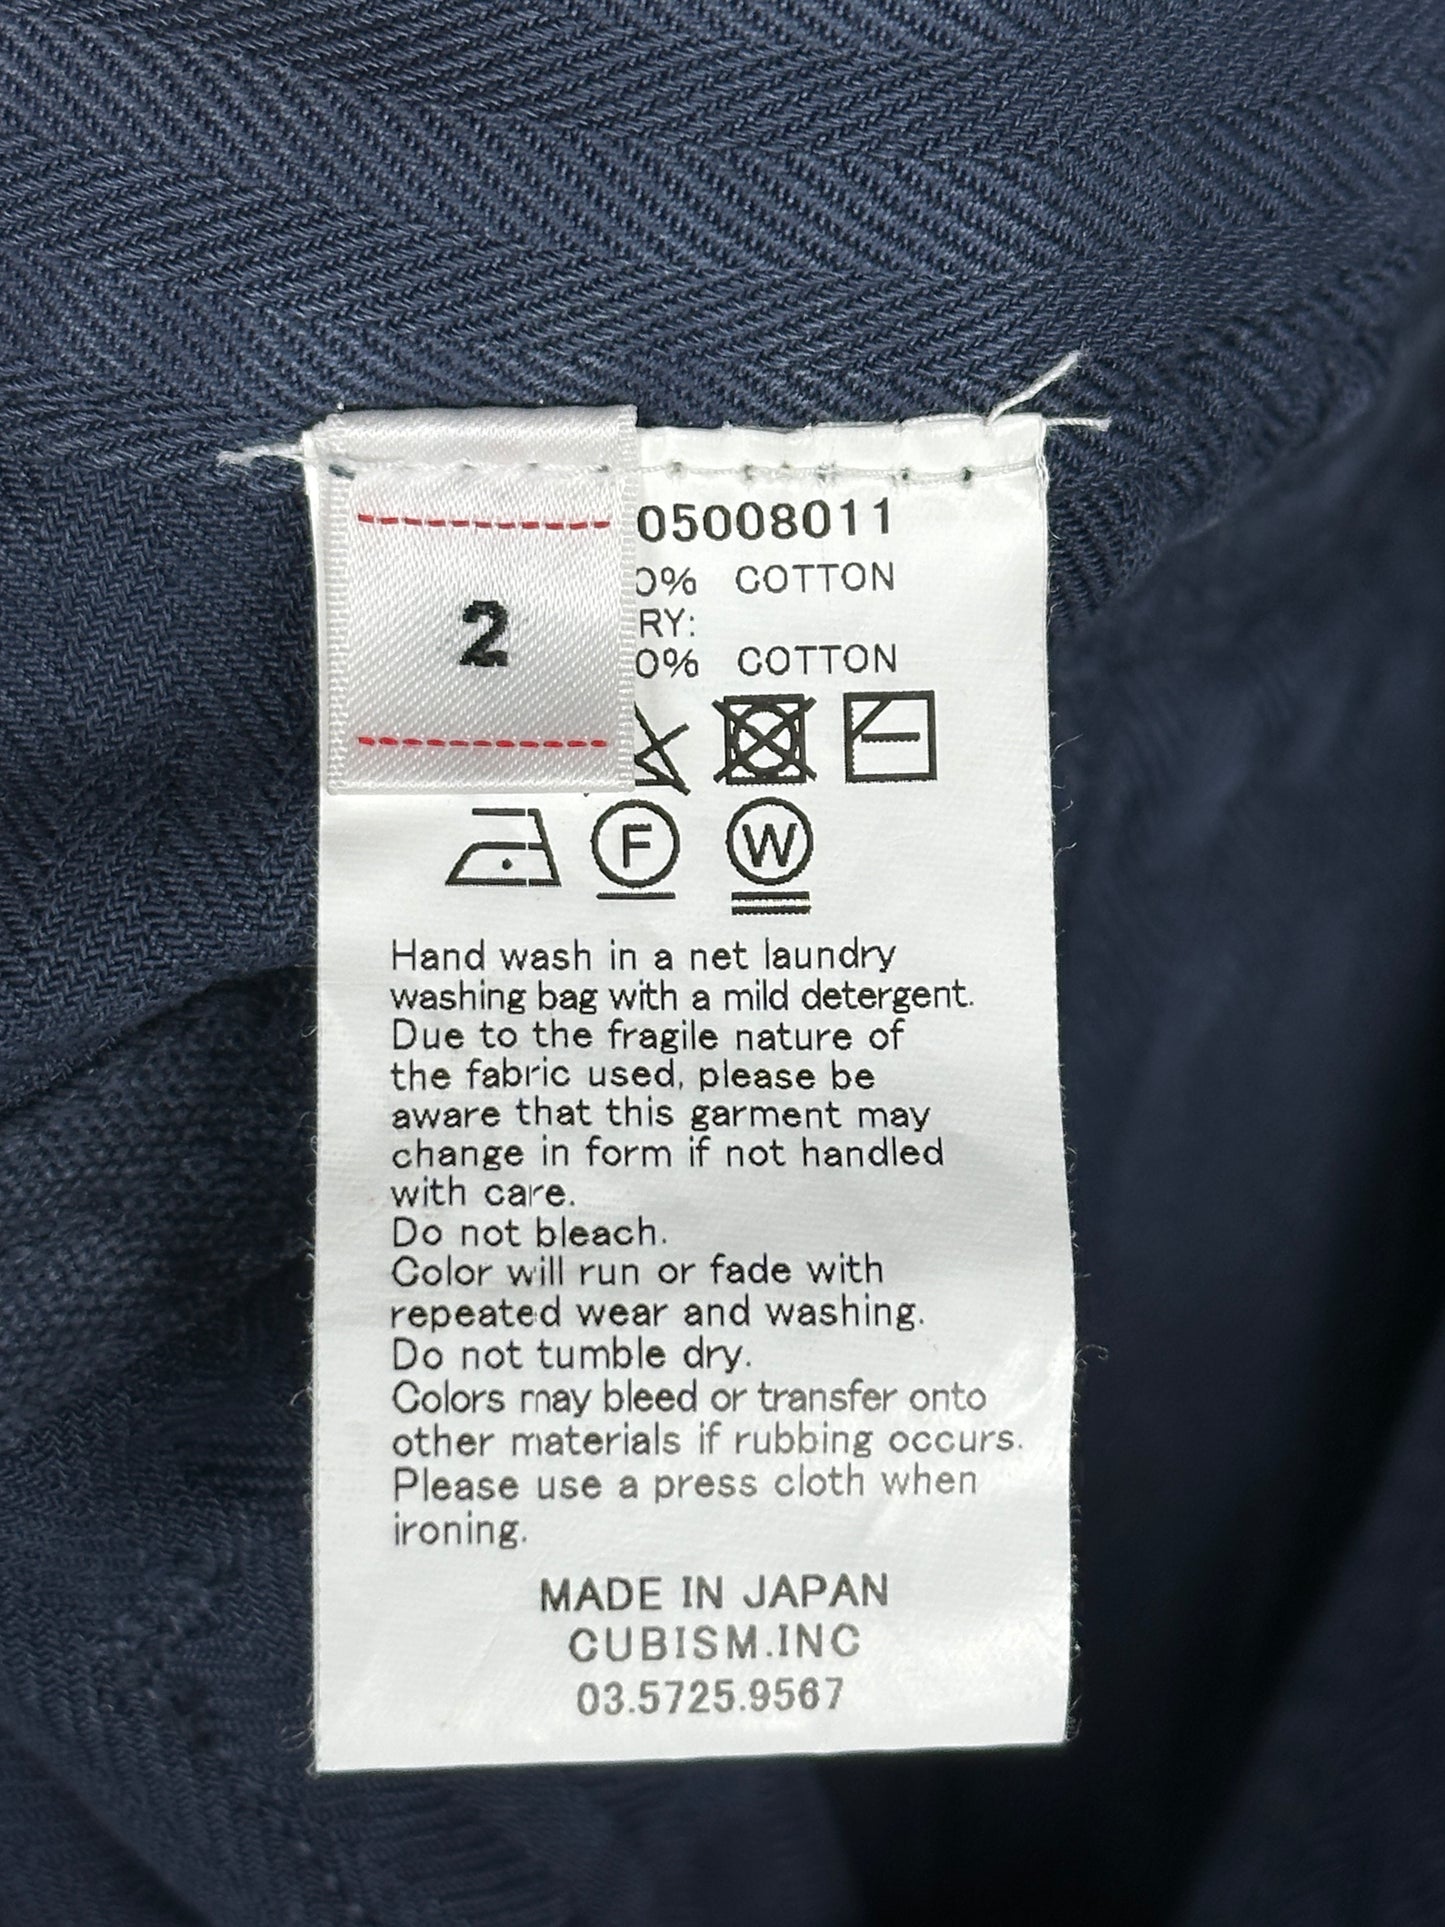 05008011
0% COTTON
RY:
0% COTTON
2
F W
Hand wash in a net laundry
washing bag with a mild detergent.
Due to the fragile nature of
the fabric used, please be
aware that this garment may
change in form if not handled
with care.
Do not bleach.
Color will run or fade with
repeated wear and washing.
Do not tumble dry.
Colors may bleed or transfer onto
other materials if rubbing occurs.
Please use a press cloth when
ironing.
MADE IN JAPAN
CUBISM.INC
03.5725.9567